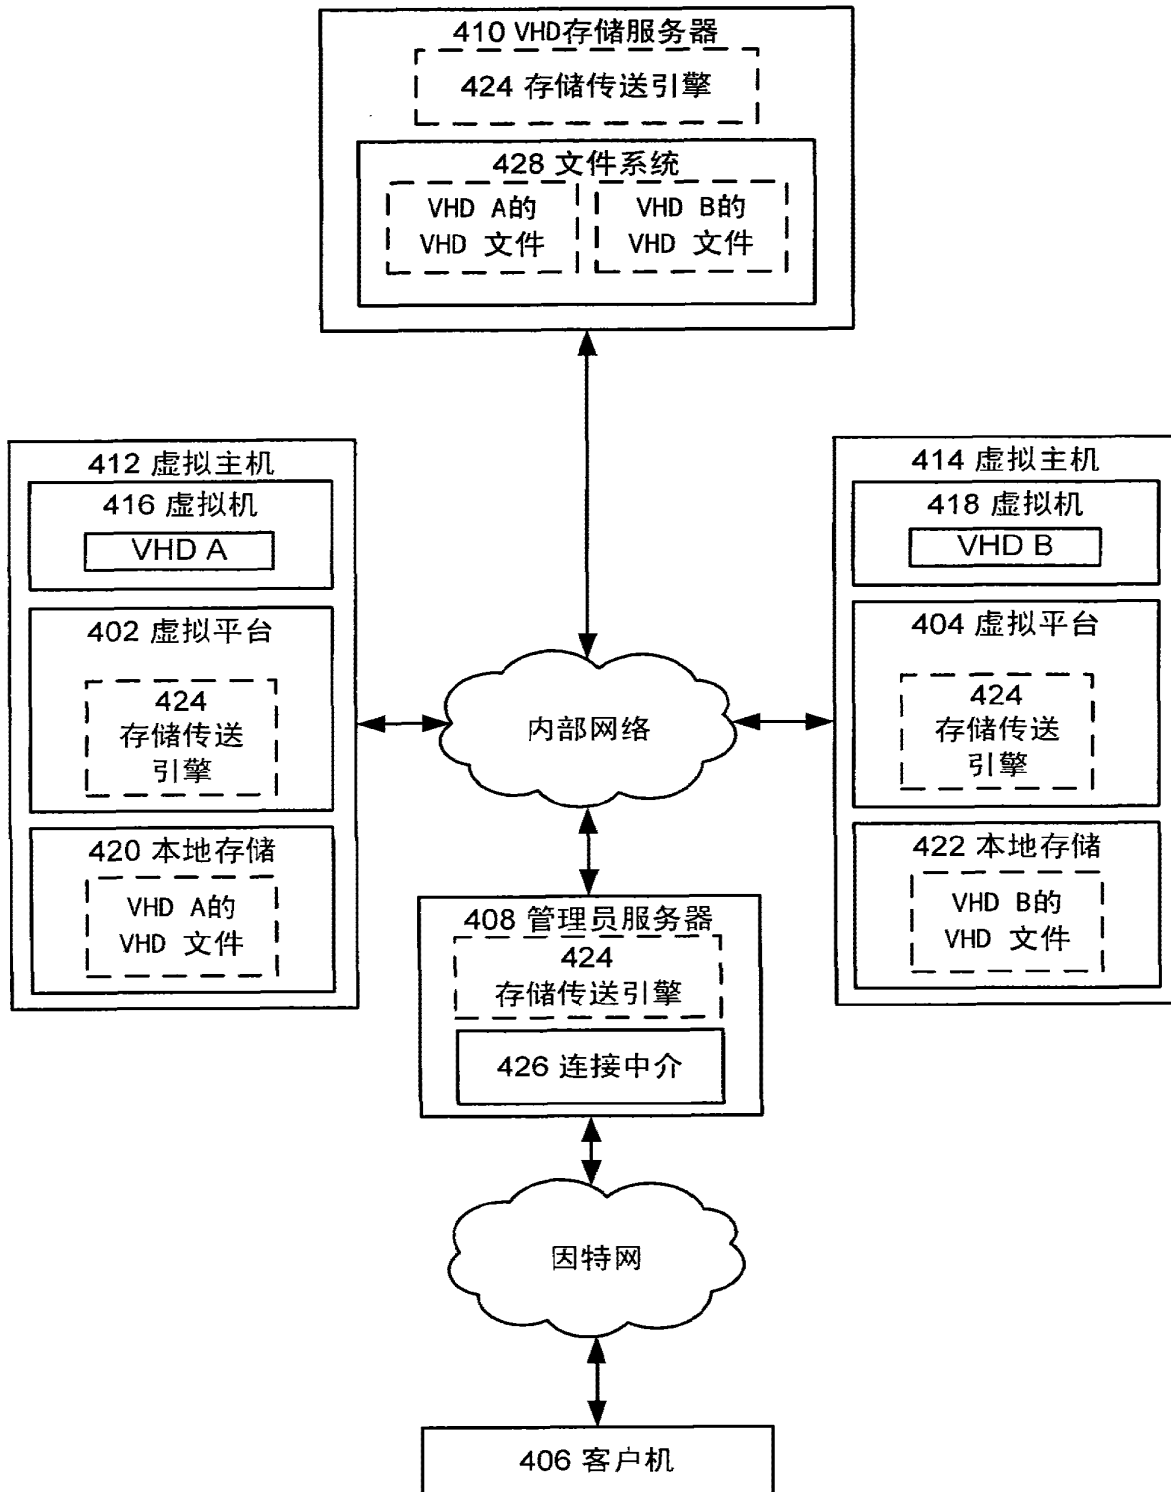 410 VHD存储服务器
424 存储传送引擎
428 文件系统
VHD A的
VHD 文件
VHD B的
VHD 文件
412 虚拟主机
416 虚拟机
VHD A
402 虚拟平台
424
存储传送
引擎
420 本地存储
VHD A的
VHD 文件
内部网络
414 虚拟主机
418 虚拟机
VHD B
404 虚拟平台
424
存储传送
引擎
422 本地存储
VHD B的
VHD 文件
408 管理员服务器
424
存储传送引擎
426 连接中介
因特网
406 客户机